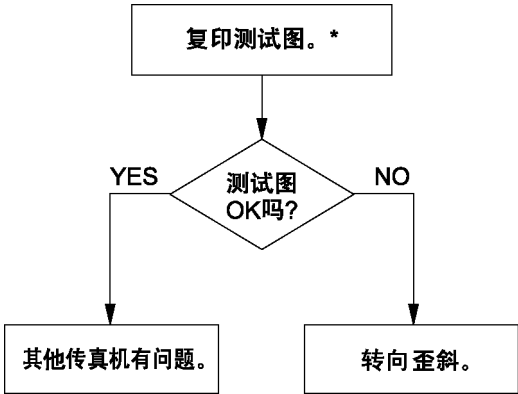 复印测试图。*
YES
测试图
OK吗?
NO
其他传真机有问题。
转向歪斜。